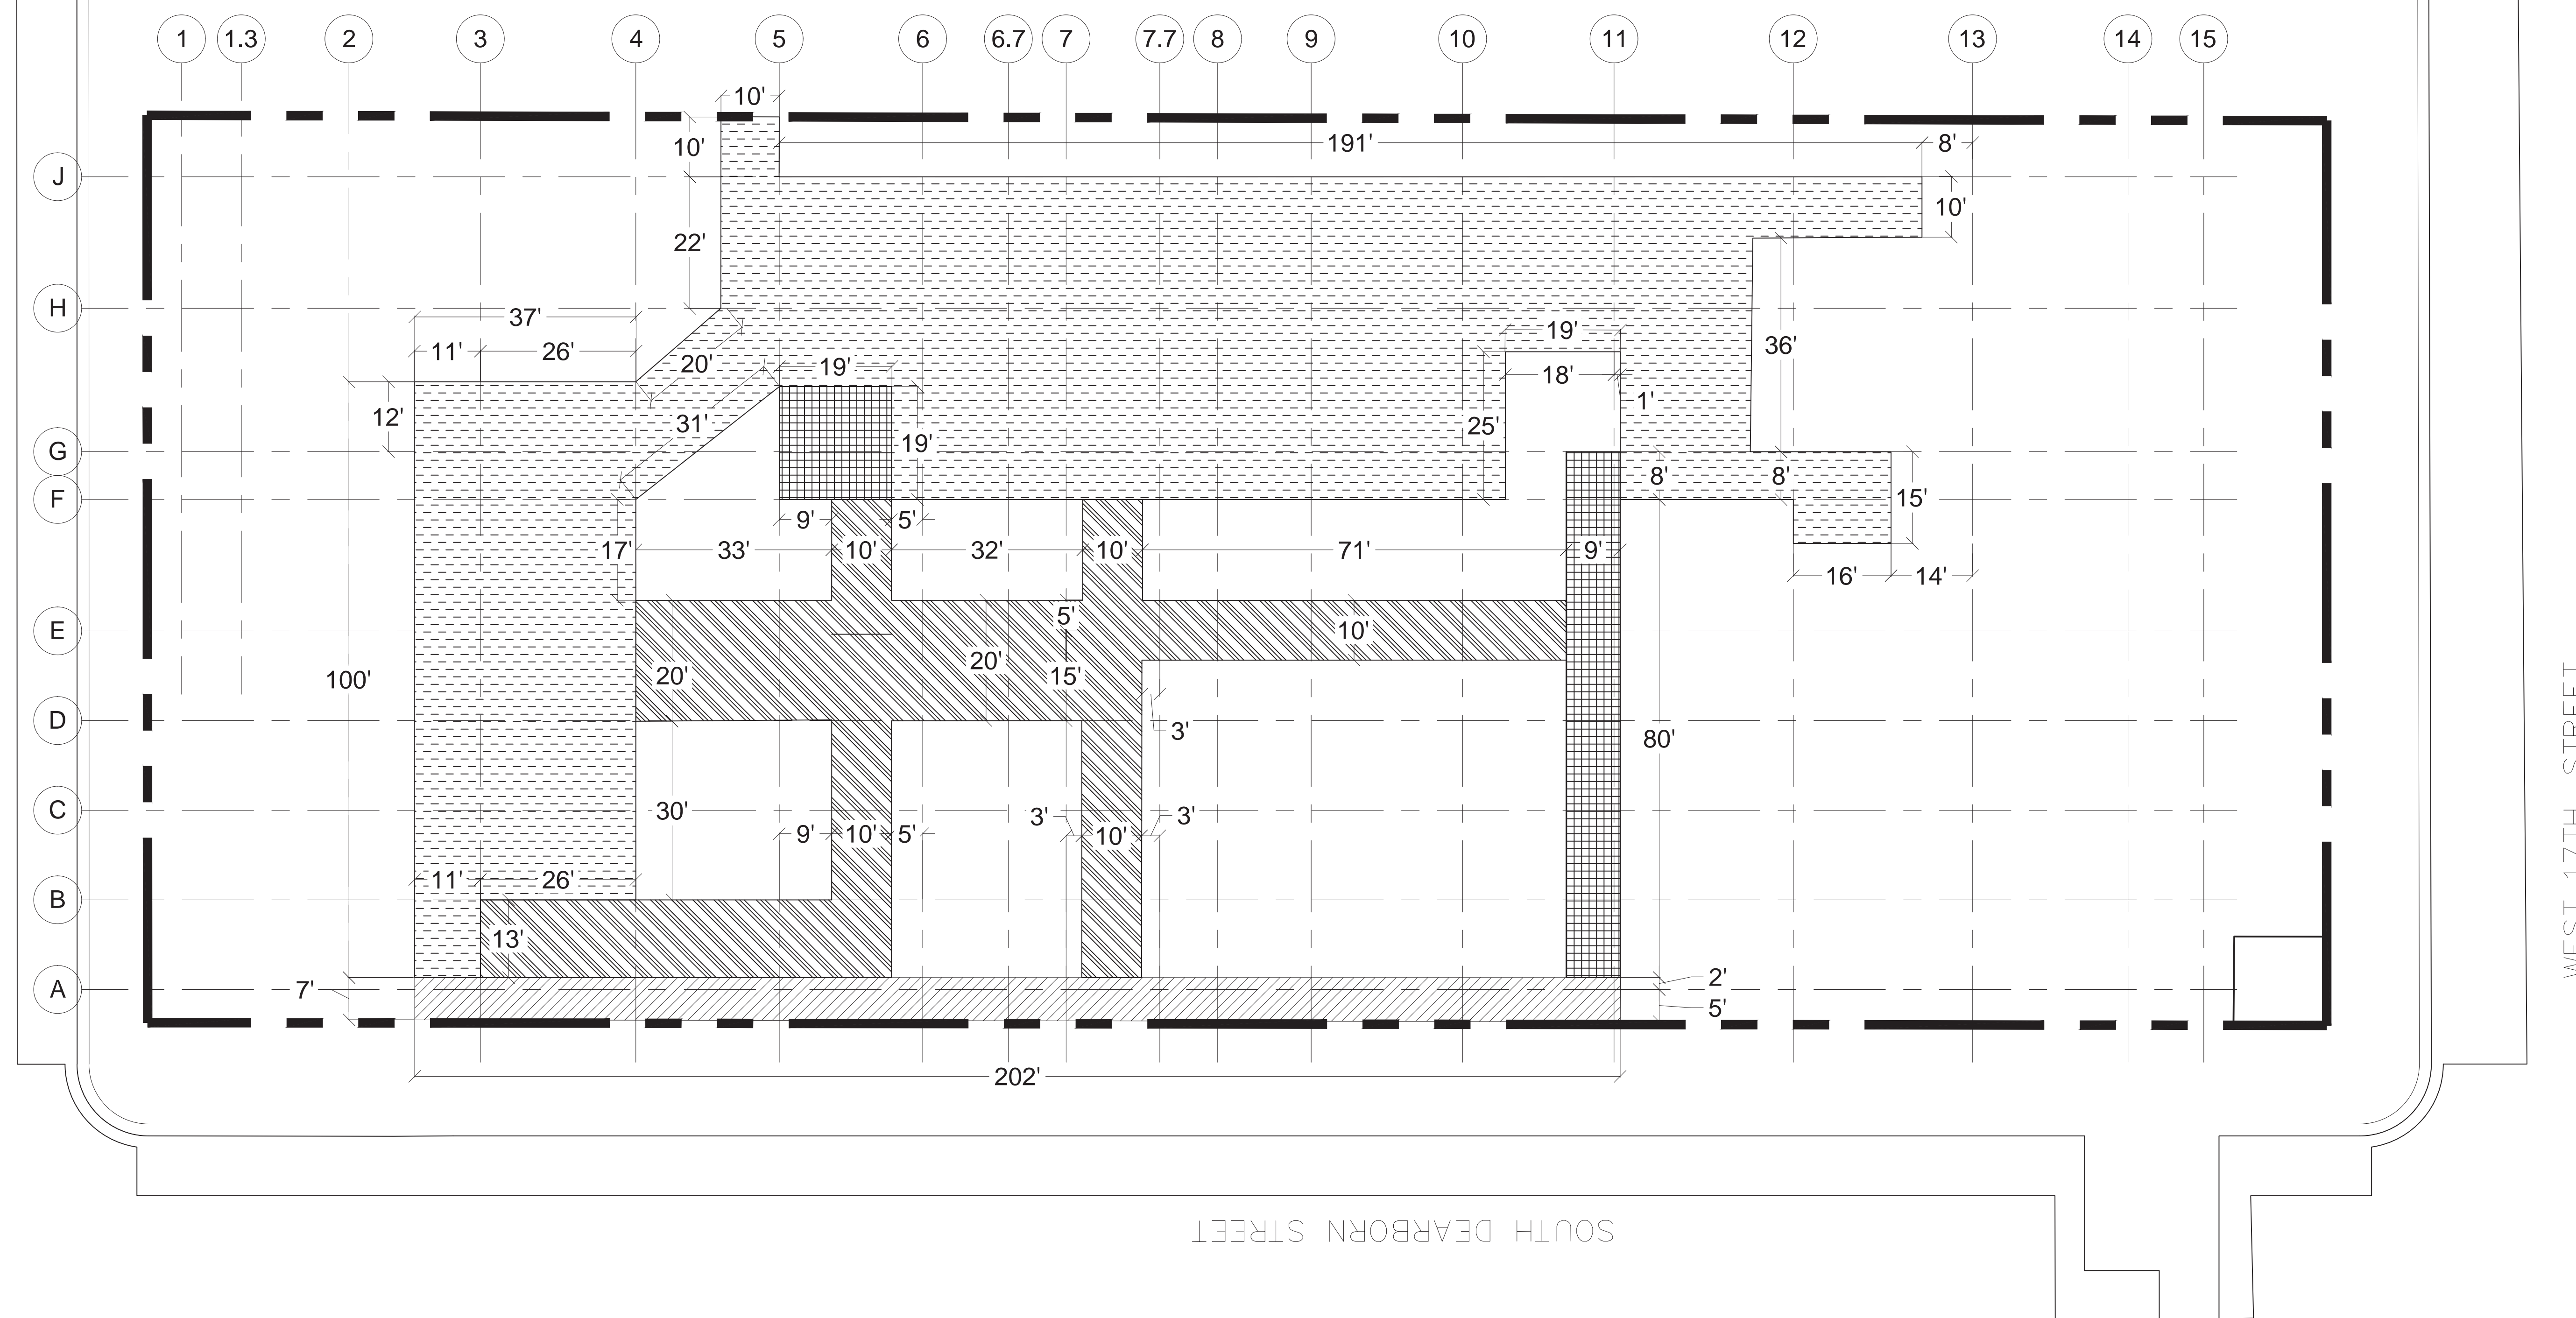 1 1.3 2 3 4 5 6 6.7 7 7.7 8 9 10 11 12 13 14 15
10'
10' 191' 8'
J
10'
22'
H
37' 19'
11' 26' 20' 19' 36'
18'
12' 1'
31' 25' 19'
G
8' 8'
F 15'
9' 5'
17' 33' 10' 32' 10' 71' 9'
16' 14'
5'
E 10'
20' 20' 15'
100'
D
3' 80'
C 30' 3' 3'
9' 10' 5' 10'
11' 26'
B
13'
2'
A 7'
5'
202'
SOUTH DEARBORN STREET
WEST 17TH STREET